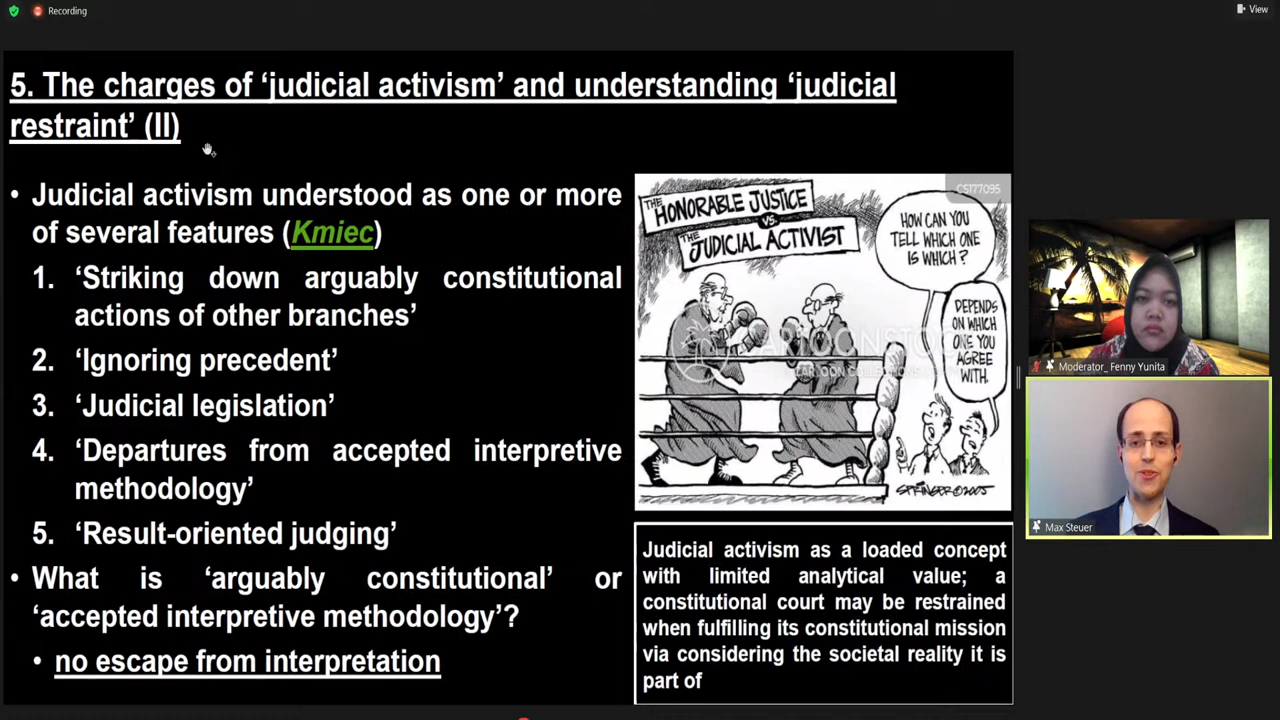 Recording
View
5. The charges of ‘judicial activism’ and understanding ‘judicial
restraint’ (II)
• Judicial activism understood as one or more
of several features (Kmiec)
1. ‘Striking down arguably constitutional
actions of other branches’
2. ‘Ignoring precedent’
3. ‘Judicial legislation’
4. ‘Departures from accepted interpretive
methodology’
5. ‘Result-oriented judging’
• What is ‘arguably constitutional’ or
‘accepted interpretive methodology’?
• no escape from interpretation
CS177095
THE HONORABLE JUSTICE
VS.
THE JUDICIAL ACTIVIST
HOW CAN YOU
TELL WHICH ONE
IS WHICH?
DEPENDS
ON WHICH
ONE YOU
AGREE
WITH.
CARTOONSTOCK
SPRINGER©2005
Judicial activism as a loaded concept
with limited analytical value; a
constitutional court may be restrained
when fulfilling its constitutional mission
via considering the societal reality it is
part of
Moderator_ Fenny Yunita
Max Steuer